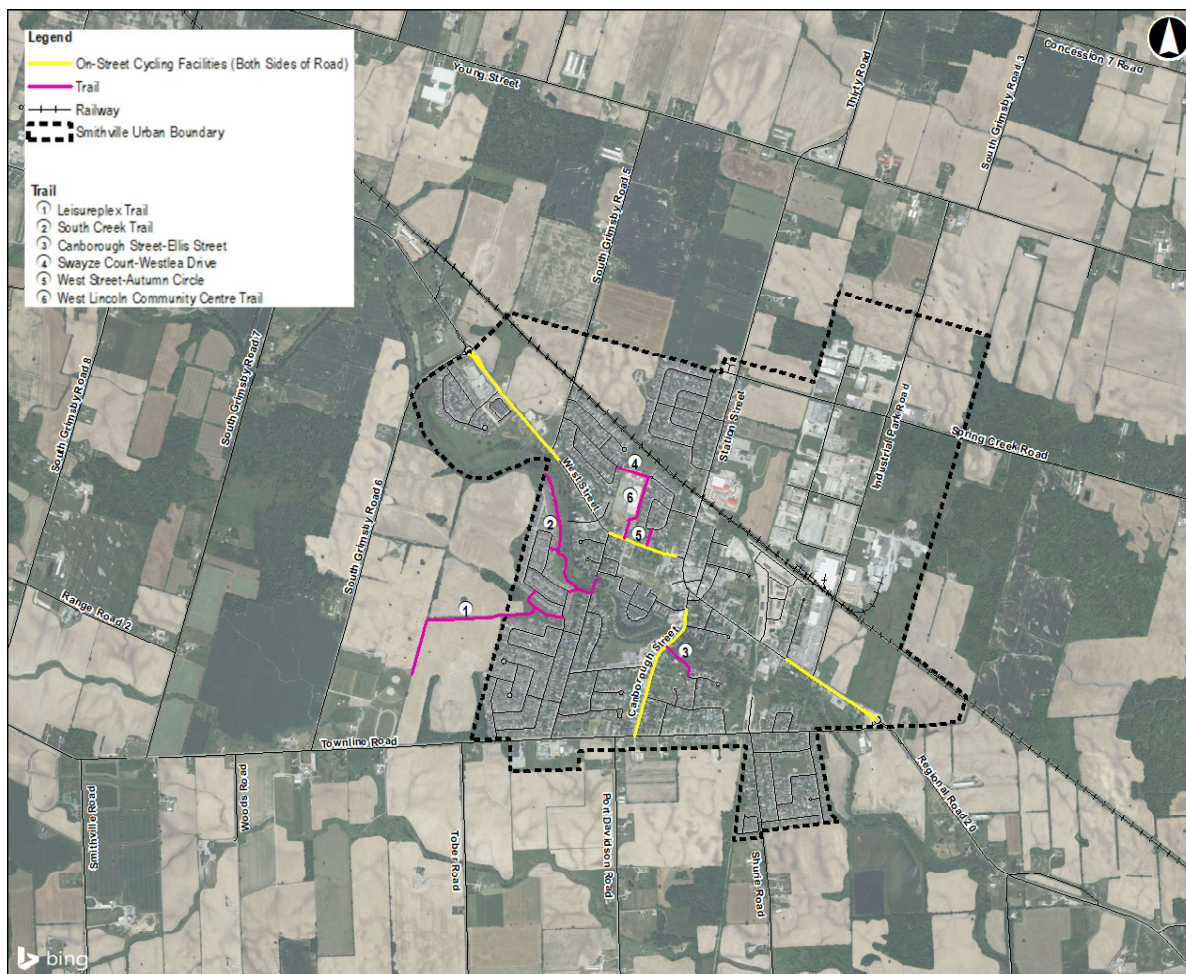 Legend
On-Street Cycling Facilities (Both Sides of Road)
Trail
Railway
Smithville Urban Boundary
Trail
1 Leisureplex Trail
2 South Creek Trail
3 Canborough Street-Ellis Street
4 Swayze Court-Westlea Drive
5 West Street-Autumn Circle
6 West Lincoln Community Centre Trail
Young Street
Thirty Road
Concession 7 Road
South Grimsby Road 3
South Grimsby Road 5
South Grimsby Road 8
South Grimsby Road 7
South Grimsby Road 6
Station Street
Industrial Park Road
Spring Creek Road
West Street
4
6
2
5
Range Road 2
1
3
Canborough Street
Townline Road
Regional Road 20
Smithville Road
Woods Road
Tober Road
Port Davidson Road
Shurie Road
bing